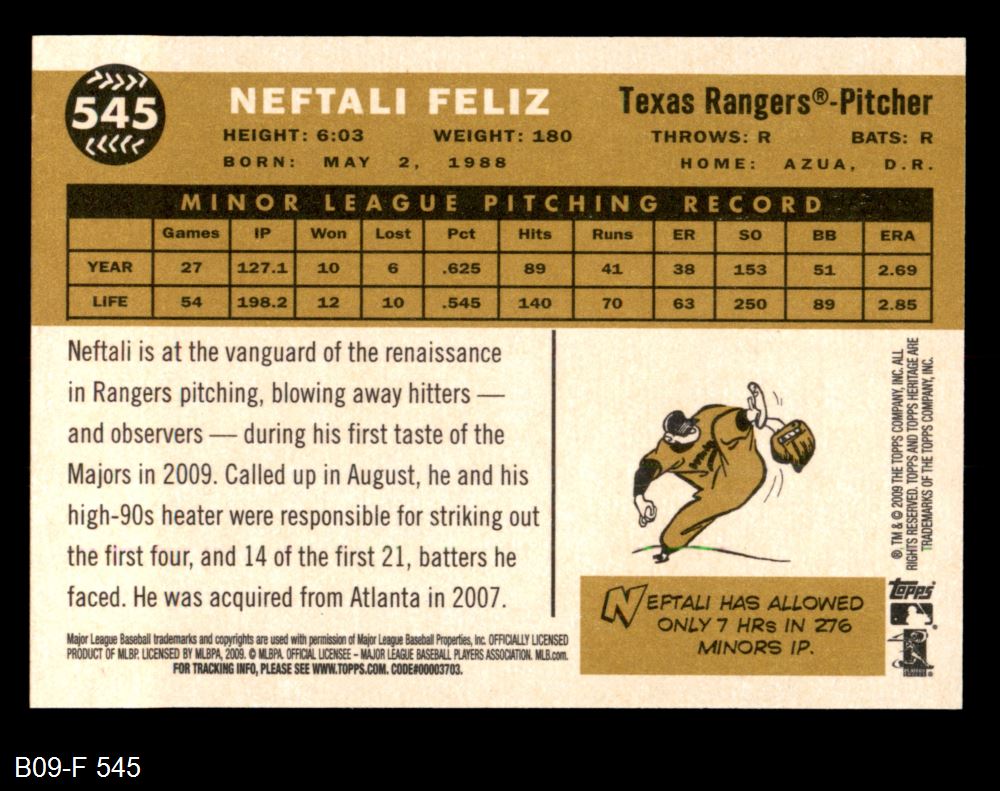 545
NEFTALI FELIZ
Texas Rangers®-Pitcher
HEIGHT: 6:03 WEIGHT: 180 THROWS: R BATS: R
BORN: MAY 2, 1988 HOME: AZUA, D.R.
MINOR LEAGUE PITCHING RECORD
Games IP Won Lost Pct Hits Runs ER SO BB ERA
YEAR 27 127.1 10 6 .625 89 41 38 153 51 2.69
LIFE 54 198.2 12 10 .545 140 70 63 250 89 2.85
Neftali is at the vanguard of the renaissance
in Rangers pitching, blowing away hitters —
and observers — during his first taste of the
Majors in 2009. Called up in August, he and his
high-90s heater were responsible for striking out
the first four, and 14 of the first 21, batters he
faced. He was acquired from Atlanta in 2007.
NEFTALI HAS ALLOWED
ONLY 7 HRs IN 276
MINORS IP.
®, TM & © 2009 THE TOPPS COMPANY, INC. ALL
RIGHTS RESERVED. TOPPS AND TOPPS HERITAGE ARE
TRADEMARKS OF THE TOPPS COMPANY, INC.
topps
Major League Baseball trademarks and copyrights are used with permission of Major League Baseball Properties, Inc. OFFICIALLY LICENSED
PRODUCT OF MLBP. LICENSED BY MLBPA, 2009. © MLBPA. OFFICIAL LICENSEE – MAJOR LEAGUE BASEBALL PLAYERS ASSOCIATION. MLB.com.
FOR TRACKING INFO, PLEASE SEE WWW.TOPPS.COM. CODE#00003703.
B09-F 545